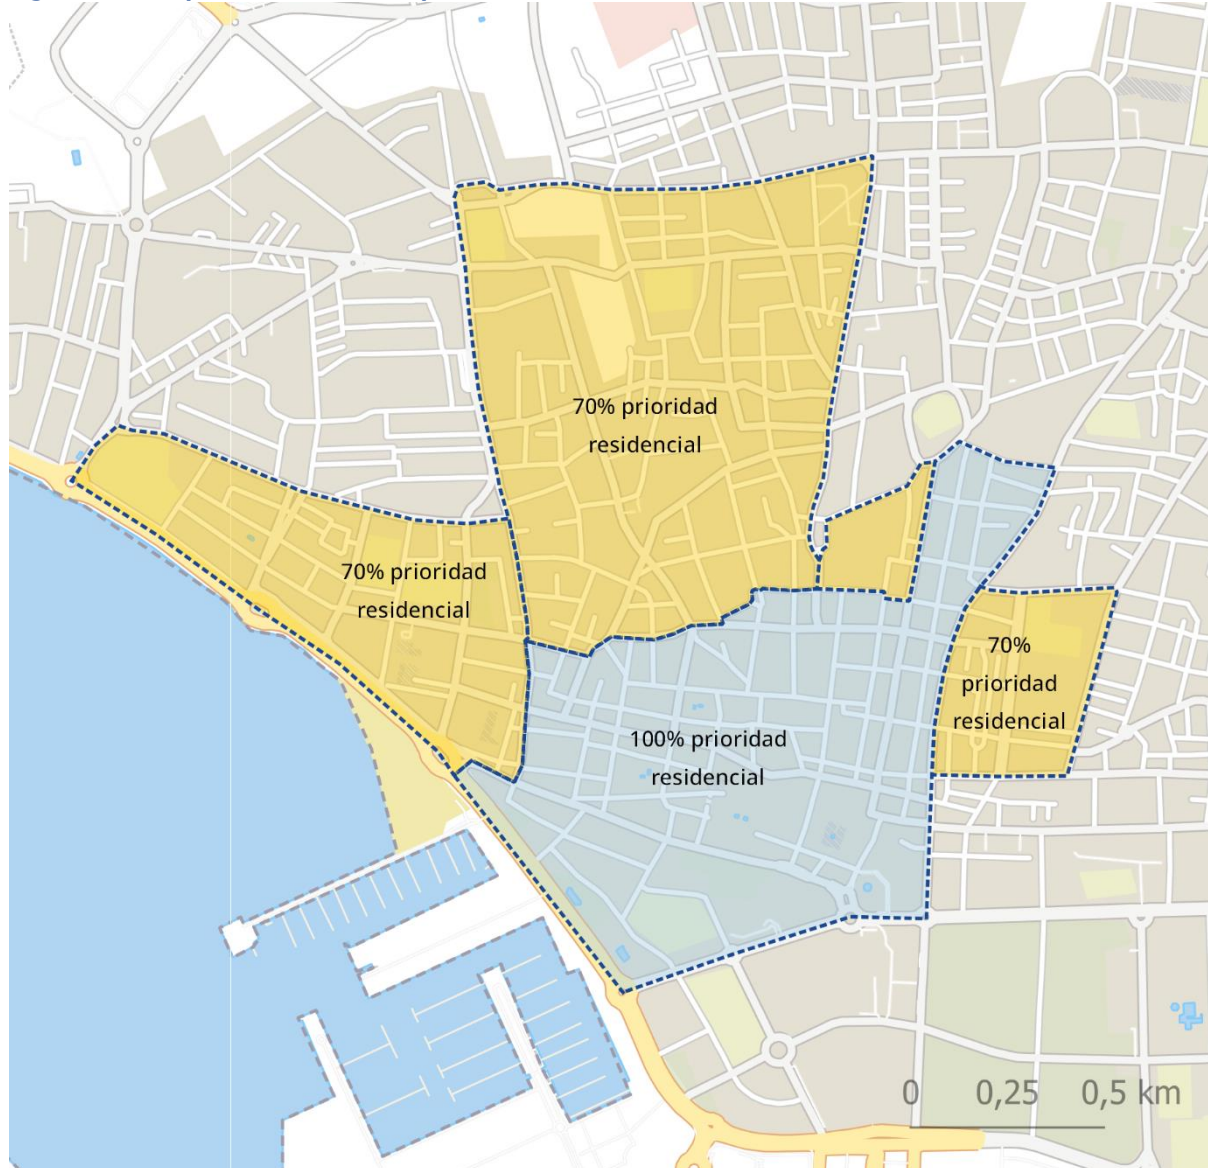 70% prioridad
residencial
70% prioridad
residencial
70%
prioridad
residencial
100% prioridad
residencial
0 0,25 0,5 km